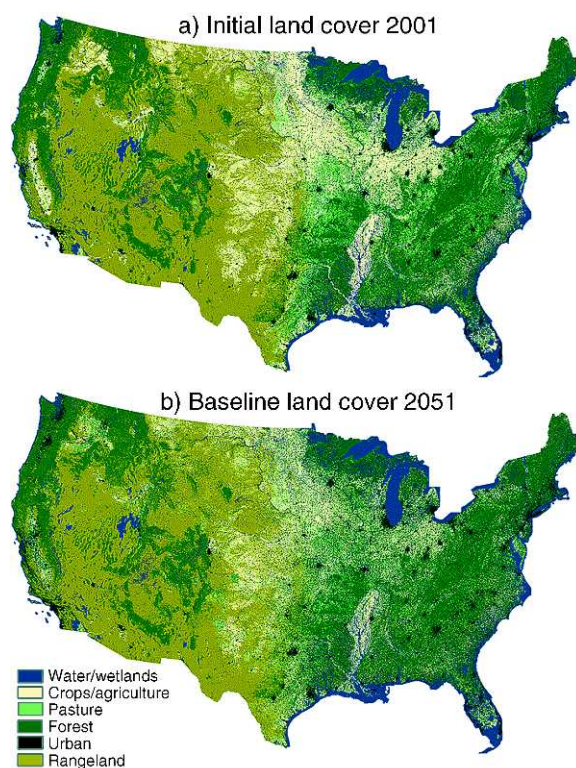 a) Initial land cover 2001
b) Baseline land cover 2051
Water/wetlands
Crops/agriculture
Pasture
Forest
Urban
Rangeland